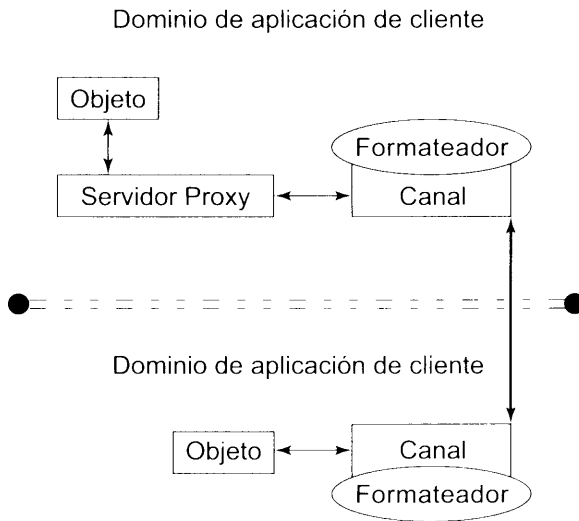 Dominio de aplicación de cliente
Objeto
Formateador
Servidor Proxy
Canal
Dominio de aplicación de cliente
Objeto
Canal
Formateador